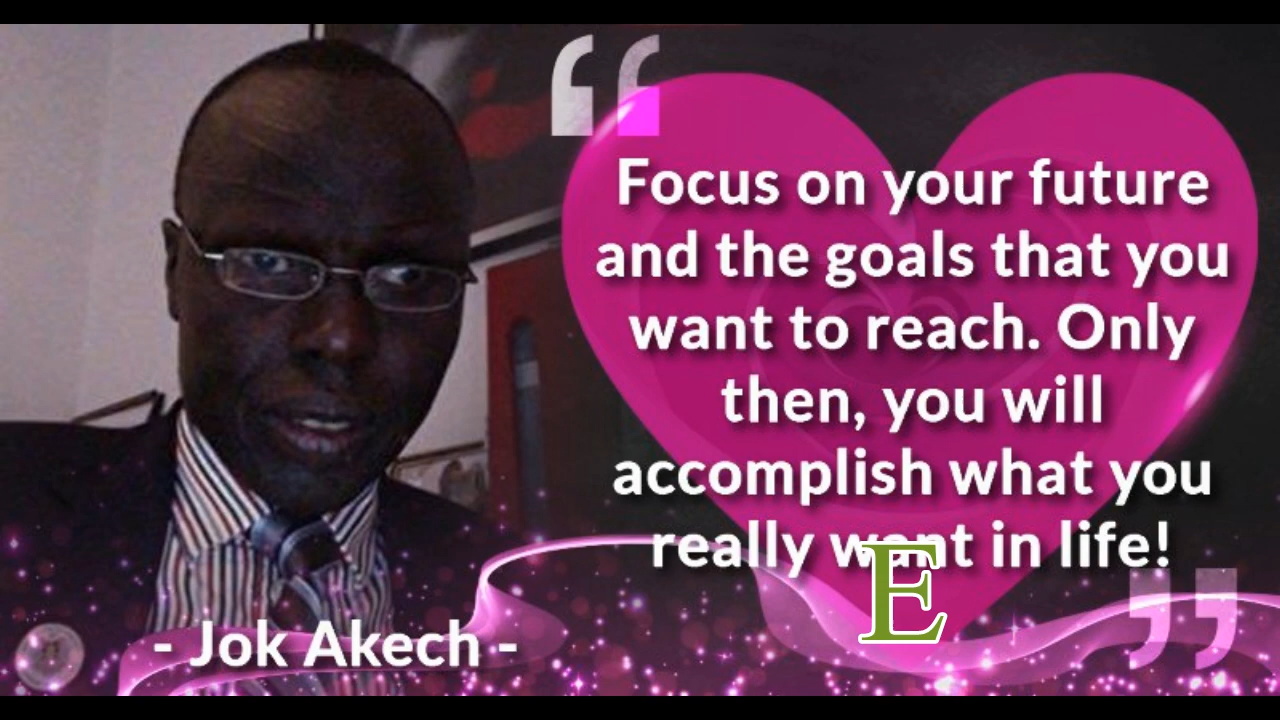 “
Focus on your future
and the goals that you
want to reach. Only
then, you will
accomplish what you
really want in life!
E
”
- Jok Akech -